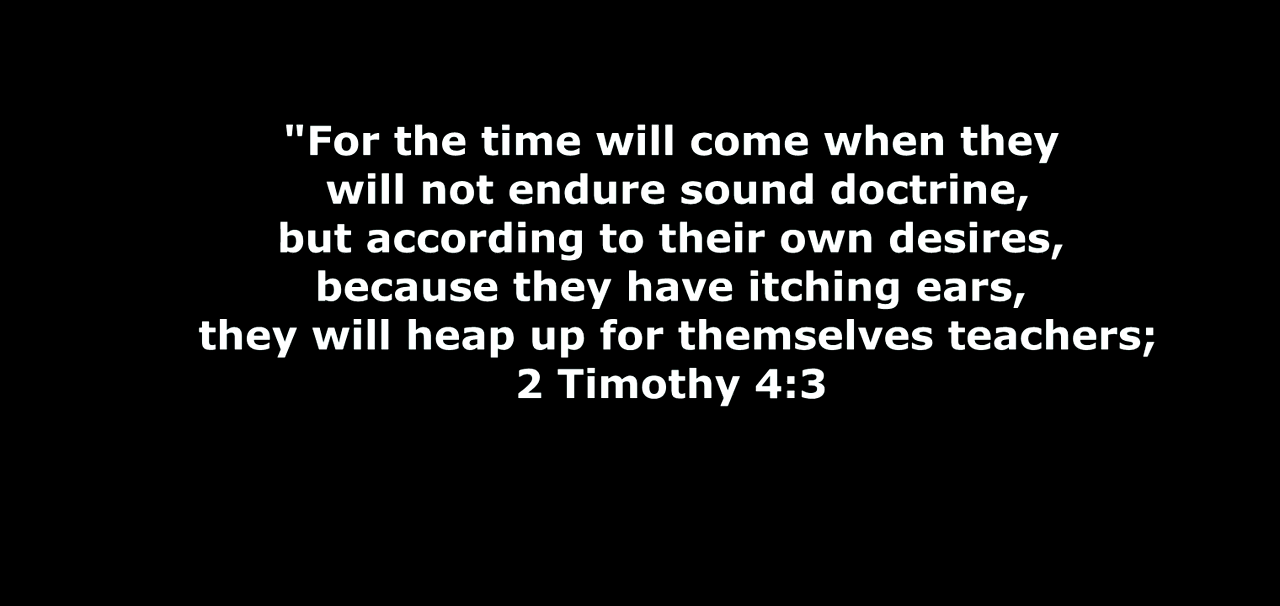 "For the time will come when they
will not endure sound doctrine,
but according to their own desires,
because they have itching ears,
they will heap up for themselves teachers;
2 Timothy 4:3